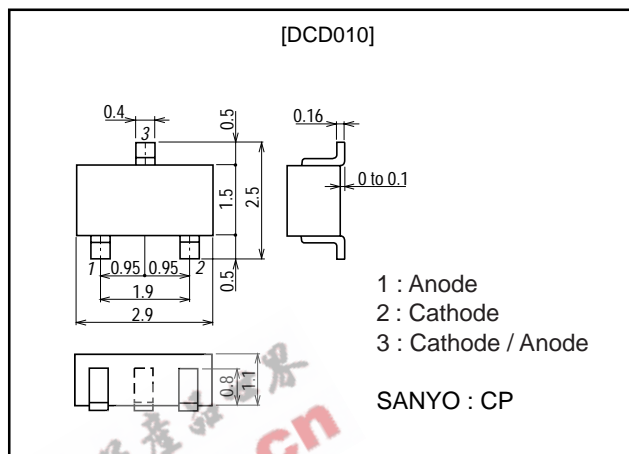 [DCD010]
0.4
3
0.5
1.5
2.5
0.5
0.16
0 to 0.1
1
0.95
0.95
2
1.9
2.9
0.8
1.1
1 : Anode
2 : Cathode
3 : Cathode / Anode
SANYO : CP
.cn